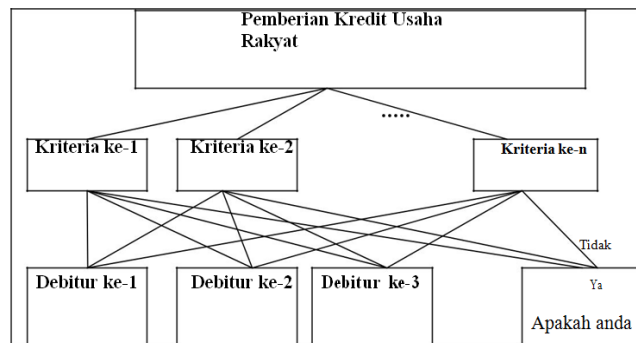 Pemberian Kredit Usaha
Rakyat
.....
Kriteria ke-1
Kriteria ke-2
Kriteria ke-n
Tidak
Debitur ke-1
Debitur ke-2
Debitur ke-3
Ya
Apakah anda